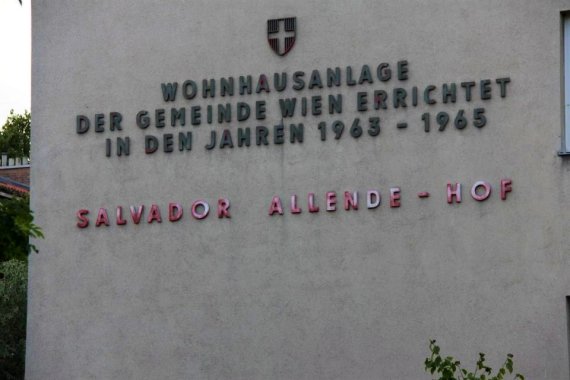 WOHNHAUSANLAGE
DER GEMEINDE WIEN ERRICHTET
IN DEN JAHREN 1963 - 1965
SALVADOR ALLENDE - HOF